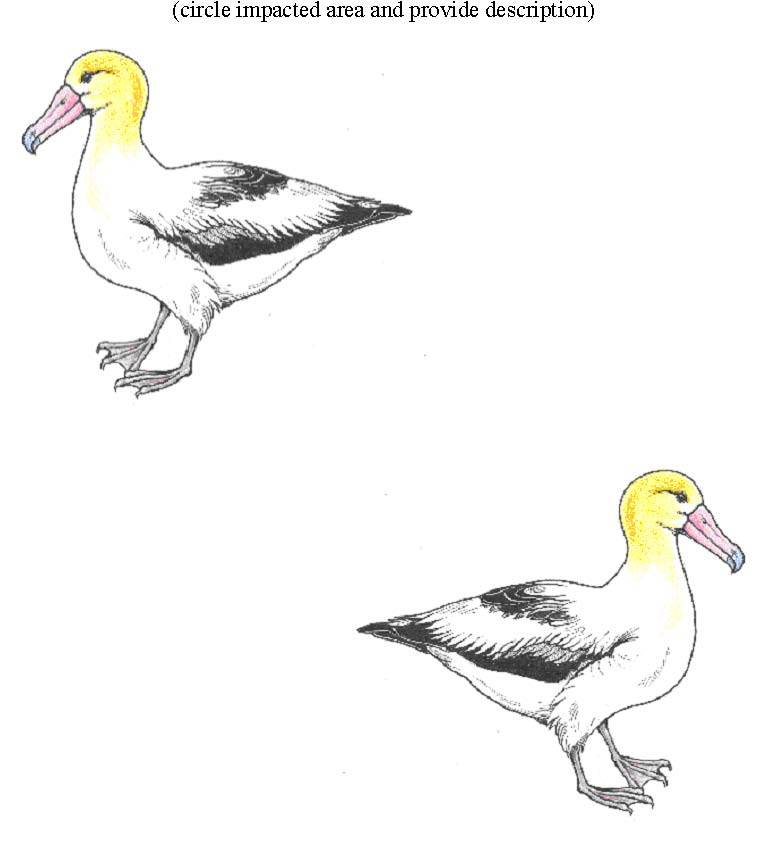 (circle impacted area and provide description)